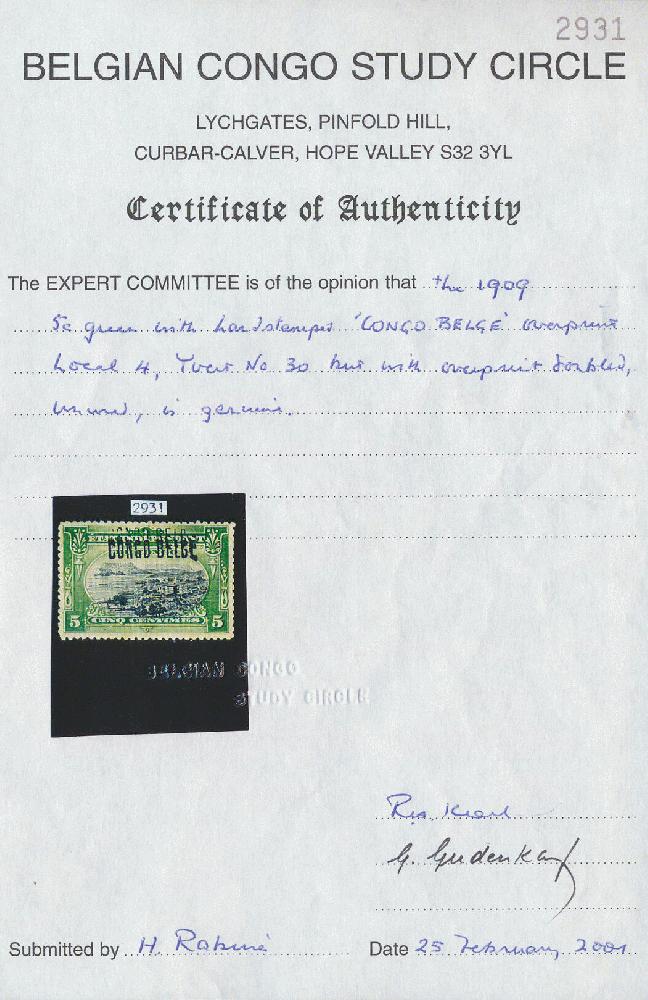 2931
BELGIAN CONGO STUDY CIRCLE
LYCHGATES, PINFOLD HILL,
CURBAR-CALVER, HOPE VALLEY S32 3YL
Certificate of Authenticity
The EXPERT COMMITTEE is of the opinion that the 1909
5c green with handstamped 'CONGO BELGE' overprint
Local 4, No 30 but with overprint doubled,
unused, is genuine.
2931
CONGO BELGE
5 CINQ CENTIMES 5
BELGIAN CONGO
STUDY CIRCLE
G. Gudenkauf
Submitted by H.
Date 25 February 2001